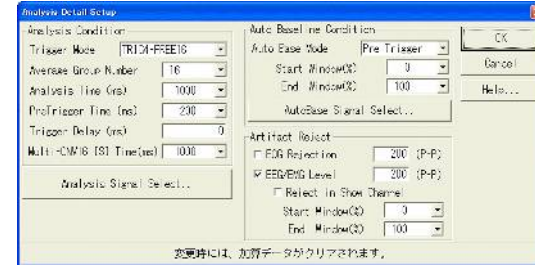 Analysis Detail Setup
Analysis Condition
Trigger Mode TRIG4-FREE16
Average Group Number 16
Analysis Time (ms) 1000
PreTrigger Time (ms) 200
Trigger Delay (ms) 0
Multi-CNV16 ISI Time(ms) 1000
Analysis Signal Select..
Auto Baseline Condition
Auto Base Mode Pre Trigger
Start Window(%) 0
End Window(%) 100
AutoBase Signal Select..
Artifact Reject
EOG Rejection 200 (P-P)
EEG/EMG Level 200 (P-P)
Reject in Show Channel
Start Window(%) 0
End Window(%) 100
OK
Cancel
Help...
変更時には、加算データがクリアされます。